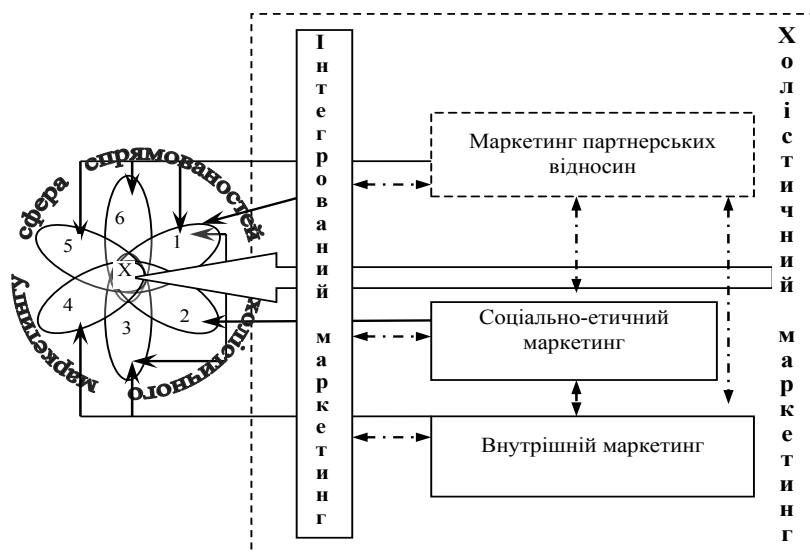 сфера спрямованостей
холістичного
маркетингу
6
5
1
Х
4
2
3
Інтегрований маркетинг
Маркетинг партнерських
відносин
Соціально-етичний
маркетинг
Внутрішній маркетинг
Холістичний маркетинг